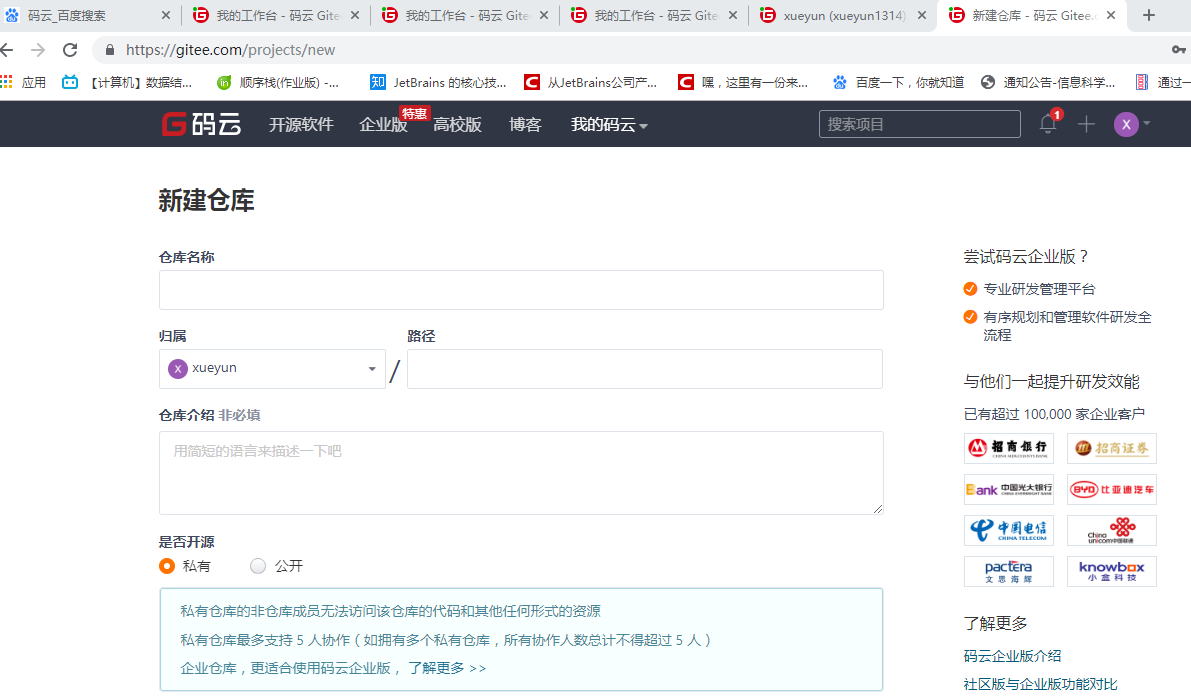 码云_百度搜索
我的工作台 - 码云 Gite
我的工作台 - 码云 Gite
我的工作台 - 码云 Gite
xueyun (xueyun1314)
新建仓库 - 码云 Gitee.c
https://gitee.com/projects/new
应用
【计算机】数据结...
顺序栈(作业版) -...
知 JetBrains 的核心技...
C 从JetBrains公司产...
C 嘿，这里有一份来...
百度一下，你就知道
通知公告-信息科学...
通过一
G 码云
开源软件
企业版
特惠
高校版
博客
我的码云
搜索项目
1
X
新建仓库
仓库名称
归属
路径
X xueyun
/
仓库介绍 非必填
用简短的语言来描述一下吧
是否开源
私有
公开
私有仓库的非仓库成员无法访问该仓库的代码和其他任何形式的资源
私有仓库最多支持 5 人协作（如拥有多个私有仓库，所有协作人数总计不得超过 5 人）
企业仓库，更适合使用码云企业版， 了解更多 >>
尝试码云企业版？
专业研发管理平台
有序规划和管理软件研发全
流程
与他们一起提升研发效能
已有超过 100,000 家企业客户
招商银行
CHINA MERCHANTS BANK
招商证券
Bank 中国光大银行
CHINA EVERBRIGHT BANK
BYD 比亚迪汽车
中国电信
CHINA TELECOM
China
unicom中国联通
pactera
文思海辉
knowbox
小盒科技
了解更多
码云企业版介绍
社区版与企业版功能对比